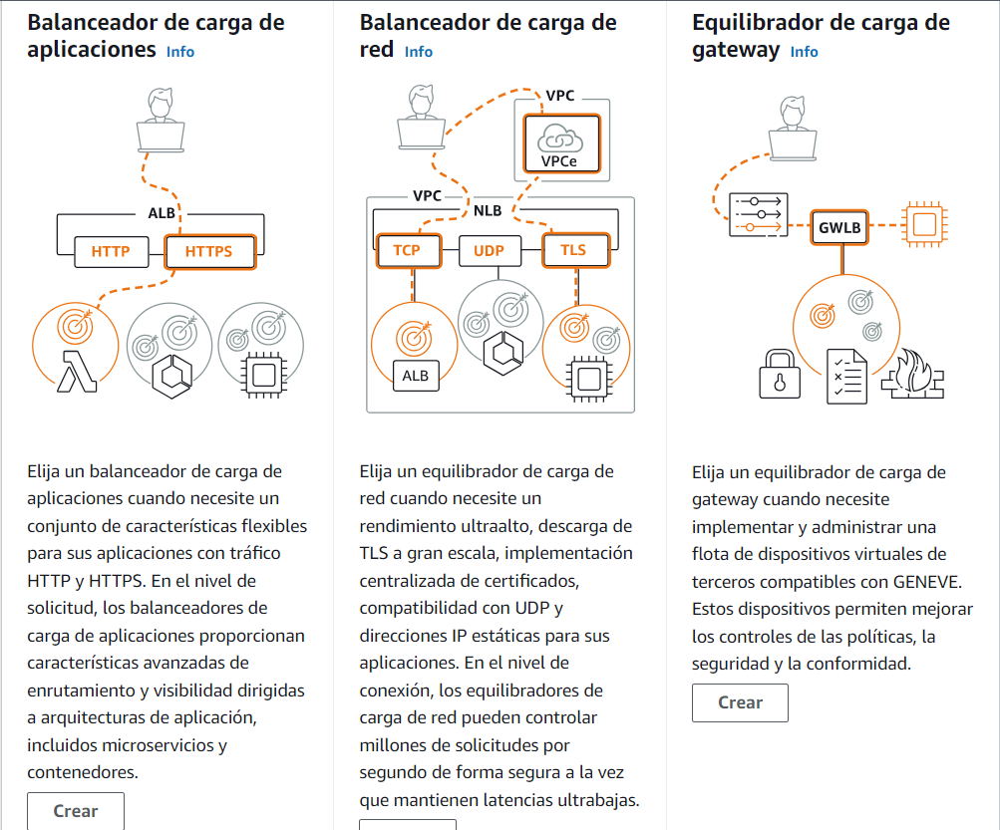 Balanceador de carga de
aplicaciones Info
ALB
HTTP
HTTPS
Elija un balanceador de carga de
aplicaciones cuando necesite un
conjunto de características flexibles
para sus aplicaciones con tráfico
HTTP y HTTPS. En el nivel de
solicitud, los balanceadores de
carga de aplicaciones proporcionan
características avanzadas de
enrutamiento y visibilidad dirigidas
a arquitecturas de aplicación,
incluidos microservicios y
contenedores.
Crear
Balanceador de carga de
red Info
VPC
VPCe
VPC
NLB
TCP
UDP
TLS
ALB
Elija un equilibrador de carga de
red cuando necesite un
rendimiento ultraalto, descarga de
TLS a gran escala, implementación
centralizada de certificados,
compatibilidad con UDP y
direcciones IP estáticas para sus
aplicaciones. En el nivel de
conexión, los equilibradores de
carga de red pueden controlar
millones de solicitudes por
segundo de forma segura a la vez
que mantienen latencias ultrabajas.
Equilibrador de carga de
gateway Info
GWLB
Elija un equilibrador de carga de
gateway cuando necesite
implementar y administrar una
flota de dispositivos virtuales de
terceros compatibles con GENEVE.
Estos dispositivos permiten mejorar
los controles de las políticas, la
seguridad y la conformidad.
Crear